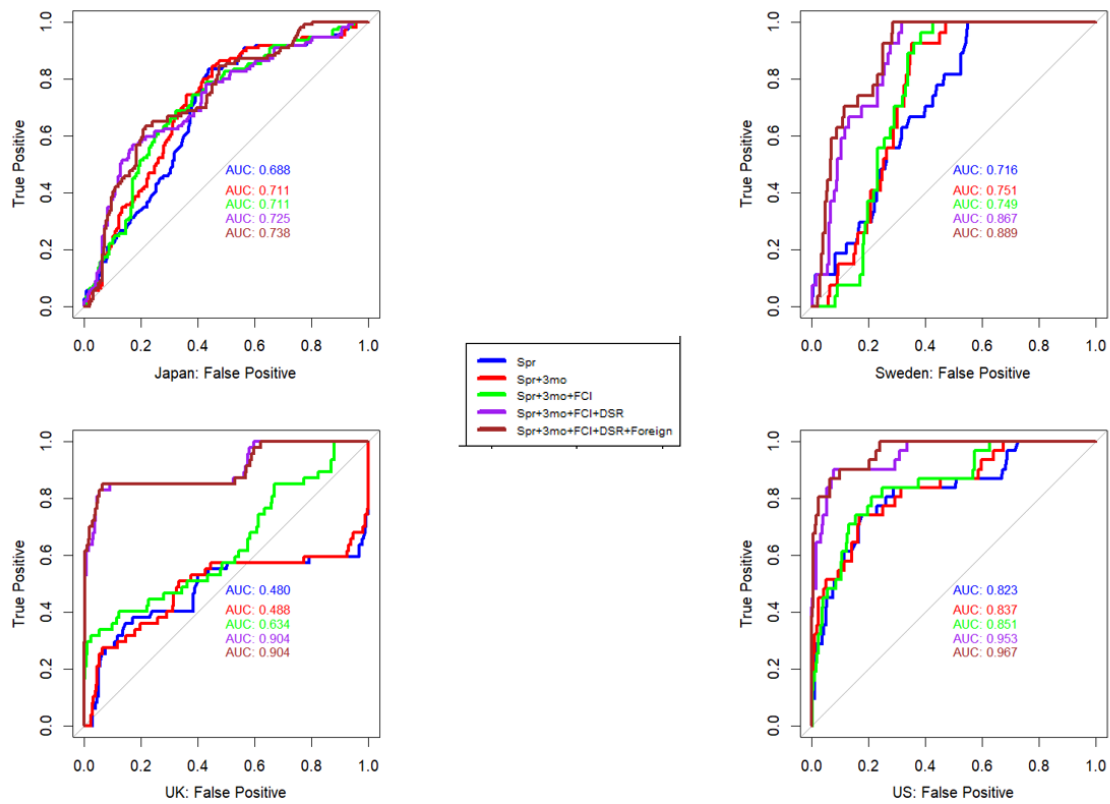 1.0
0.8
0.6
0.4
0.2
0.0
True Positive
AUC: 0.688
AUC: 0.711
AUC: 0.711
AUC: 0.725
AUC: 0.738
0.0 0.2 0.4 0.6 0.8 1.0
Japan: False Positive
1.0
0.8
0.6
0.4
0.2
0.0
True Positive
AUC: 0.716
AUC: 0.751
AUC: 0.749
AUC: 0.867
AUC: 0.889
0.0 0.2 0.4 0.6 0.8 1.0
Sweden: False Positive
Spr
Spr+3mo
Spr+3mo+FCI
Spr+3mo+FCI+DSR
Spr+3mo+FCI+DSR+Foreign
1.0
0.8
0.6
0.4
0.2
0.0
True Positive
AUC: 0.480
AUC: 0.488
AUC: 0.634
AUC: 0.904
AUC: 0.904
0.0 0.2 0.4 0.6 0.8 1.0
UK: False Positive
1.0
0.8
0.6
0.4
0.2
0.0
True Positive
AUC: 0.823
AUC: 0.837
AUC: 0.851
AUC: 0.953
AUC: 0.967
0.0 0.2 0.4 0.6 0.8 1.0
US: False Positive